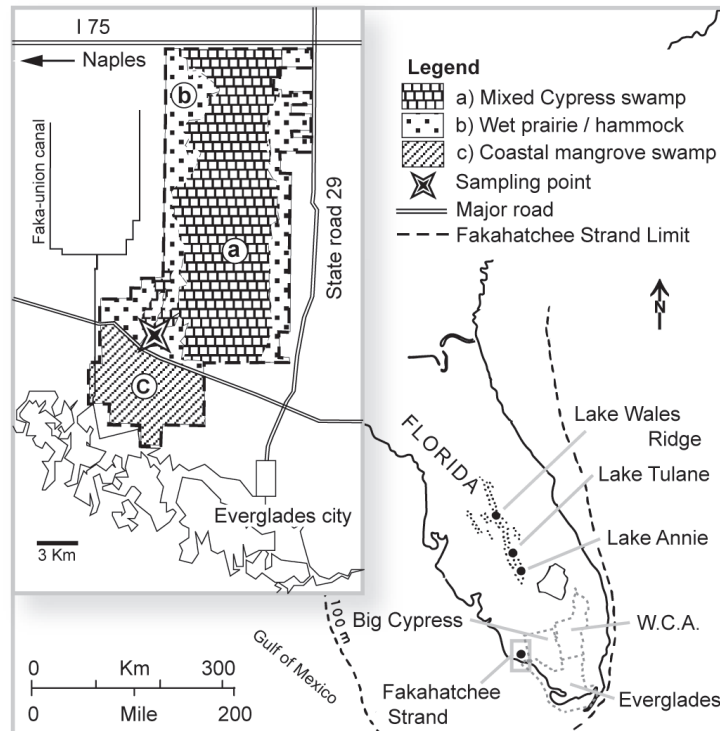 I 75
Naples
b
Faka-union canal
State road 29
a
c
Everglades city
3 Km
Legend
a) Mixed Cypress swamp
b) Wet prairie / hammock
c) Coastal mangrove swamp
Sampling point
Major road
Fakahatchee Strand Limit
N
FLORIDA
Lake Wales
Ridge
Lake Tulane
Lake Annie
Big Cypress
W.C.A.
100 m
Gulf of Mexico
Fakahatchee
Strand
Everglades
0 Km 300
0 Mile 200